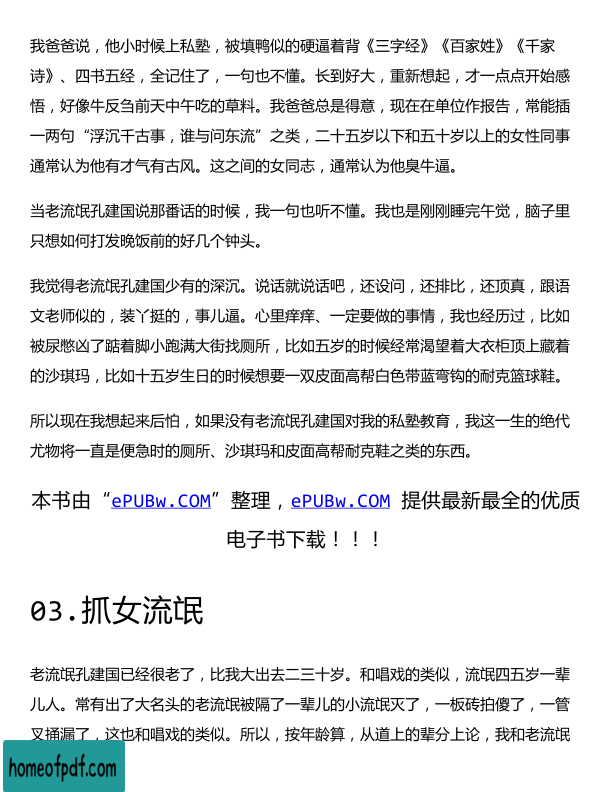 我爸爸说，他小时候上私塾，被填鸭似的硬逼着背《三字经》《百家姓》《千家
诗》、四书五经，全记住了，一句也不懂。长到好大，重新想起，才一点点开始感
悟，好像牛反刍前天中午吃的草料。我爸爸总是得意，现在在单位作报告，常能插
一两句“浮沉千古事，谁与问东流”之类，二十五岁以下和五十岁以上的女性同事
通常认为他有才气有古风。这之间的女同志，通常认为他臭牛逼。
当老流氓孔建国说那番话的时候，我一句也听不懂。我也是刚刚睡完午觉，脑子里
只想如何打发晚饭前的好几个钟头。
我觉得老流氓孔建国少有的深沉。说话就说话吧，还设问，还排比，还顶真，跟语
文老师似的，装丫挺的，事儿逼。心里痒痒、一定要做的事情，我也经历过，比如
被尿憋凶了踮着脚小跑满大街找厕所，比如五岁的时候经常渴望着大衣柜顶上藏着
的沙琪玛，比如十五岁生日的时候想要一双皮面高帮白色带蓝弯钩的耐克篮球鞋。
所以现在我想起来后怕，如果没有老流氓孔建国对我的私塾教育，我这一生的绝代
尤物将一直是便急时的厕所、沙琪玛和皮面高帮耐克鞋之类的东西。
本书由“ePUBw.COM”整理，ePUBw.COM 提供最新最全的优质
电子书下载！！！
03.抓女流氓
老流氓孔建国已经很老了，比我大出去二三十岁。和唱戏的类似，流氓四五岁一辈
儿人。常有出了大名头的老流氓被隔了一辈儿的小流氓灭了，一板砖拍傻了，一管
叉捅漏了，这也和唱戏的类似。所以，按年龄算，从道上的辈分上论，我和老流氓
homeofpdf.com